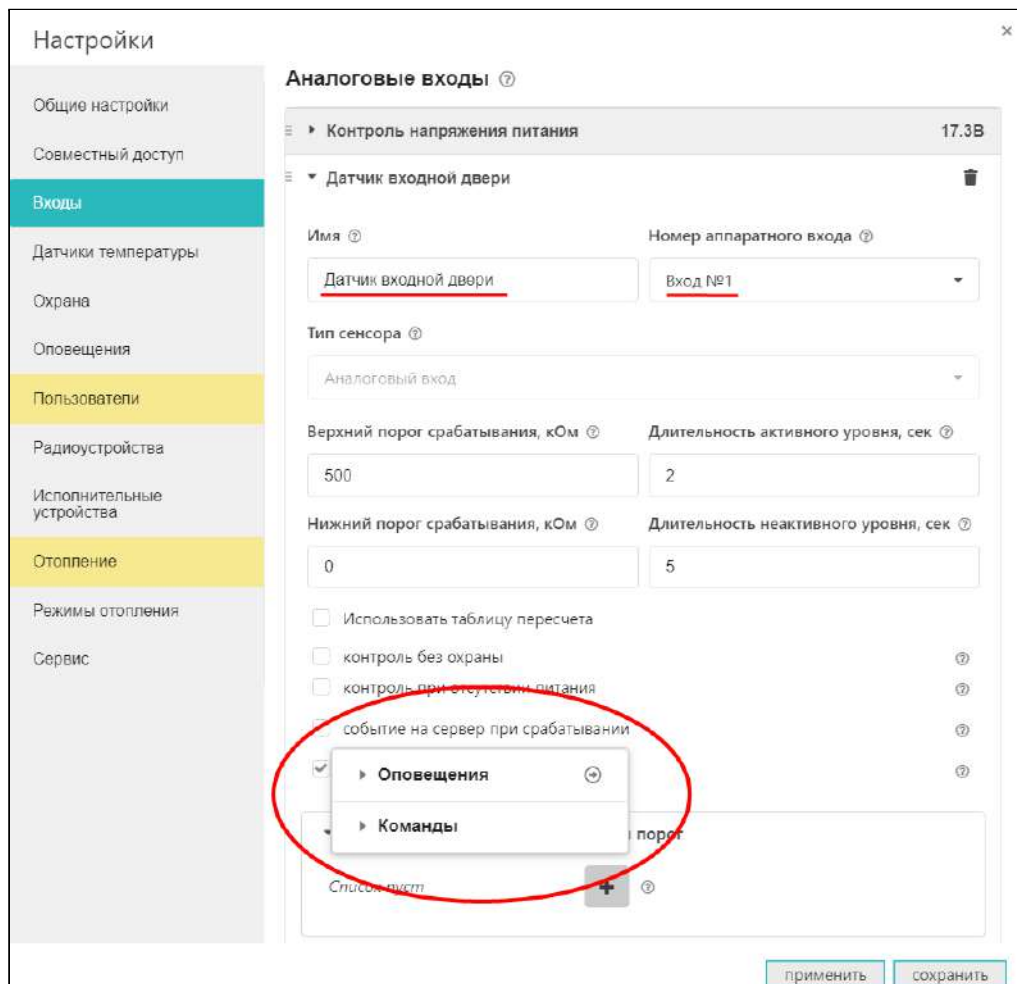 Настройки
×
Общие настройки
Совместный доступ
Входы
Датчики температуры
Охрана
Оповещения
Пользователи
Радиоустройства
Исполнительные
устройства
Отопление
Режимы отопления
Сервис
Аналоговые входы
Контроль напряжения питания 17.3В
Датчик входной двери
Имя Номер аппаратного входа
Датчик входной двери Вход №1
Тип сенсора
Аналоговый вход
Верхний порог срабатывания, кОм Длительность активного уровня, сек
500 2
Нижний порог срабатывания, кОм Длительность неактивного уровня, сек
0 5
Использовать таблицу пересчета
контроль без охраны
контроль при отсутствии питания
событие на сервер при срабатывании
Оповещения
Команды
порог
Список пуст +
применить сохранить